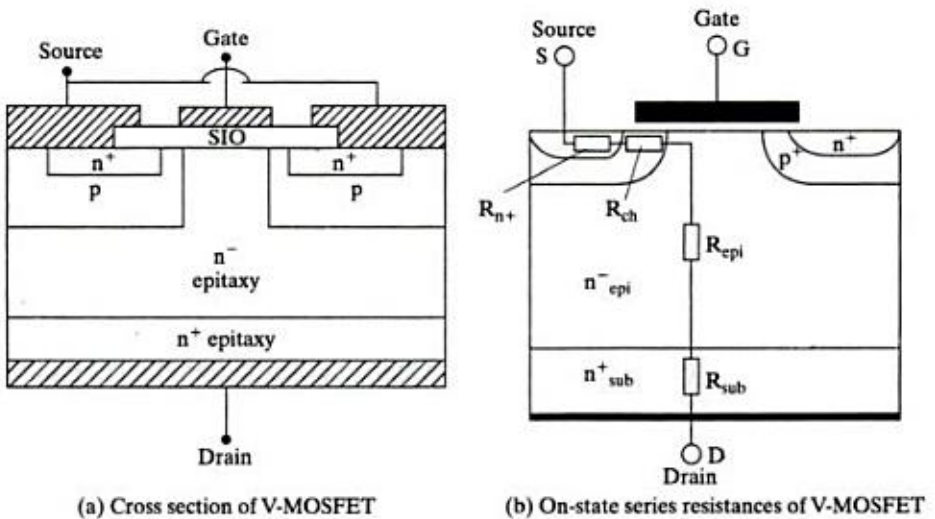 Source
Gate
SIO
n+
n+
p
n−
epitaxy
n+ epitaxy
Drain
(a) Cross section of V-MOSFET
Source
S
Gate
G
n+
p+
Rn+
Rch
Repi
n−epi
n+sub
Rsub
D
Drain
(b) On-state series resistances of V-MOSFET